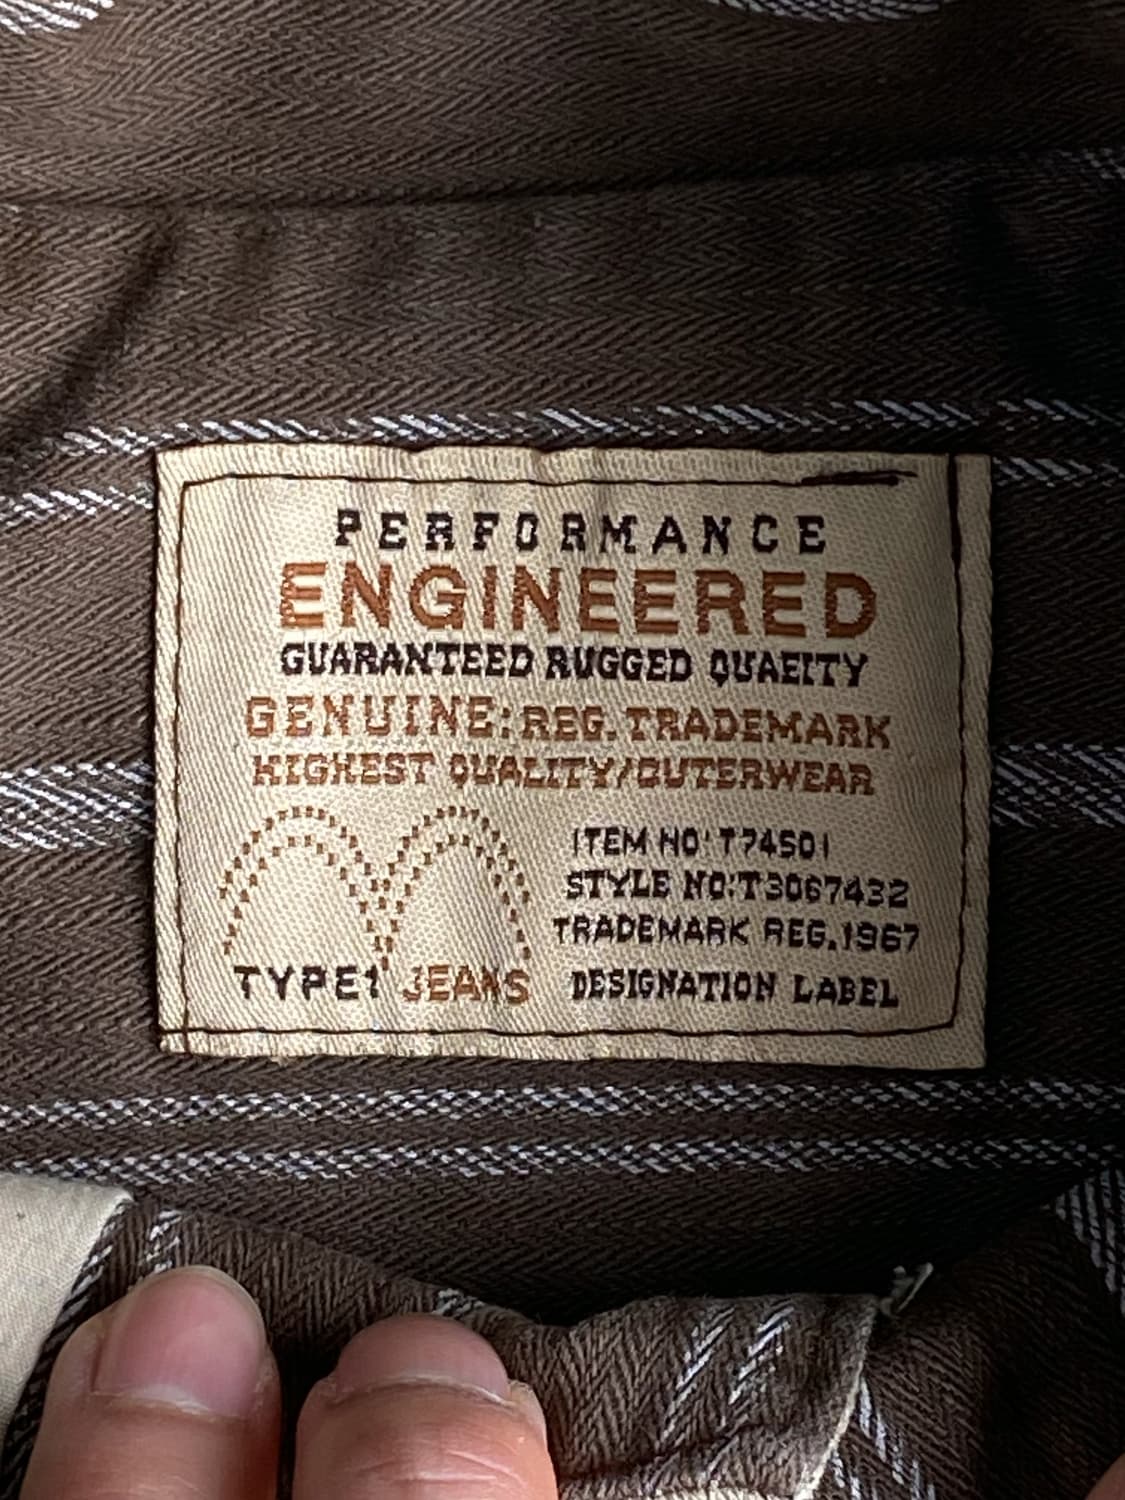 PERFORMANCE
ENGINEERED
GUARANTEED RUGGED QUAEITY
GENUINE:REG.TRADEMARK
HIGHEST QUALITY/OUTERWEAR
ITEM NO'T74501
STYLE NO:T3067432
TRADEMARK REG.1967
TYPE1 JEANS
DESIGNATION LABEL